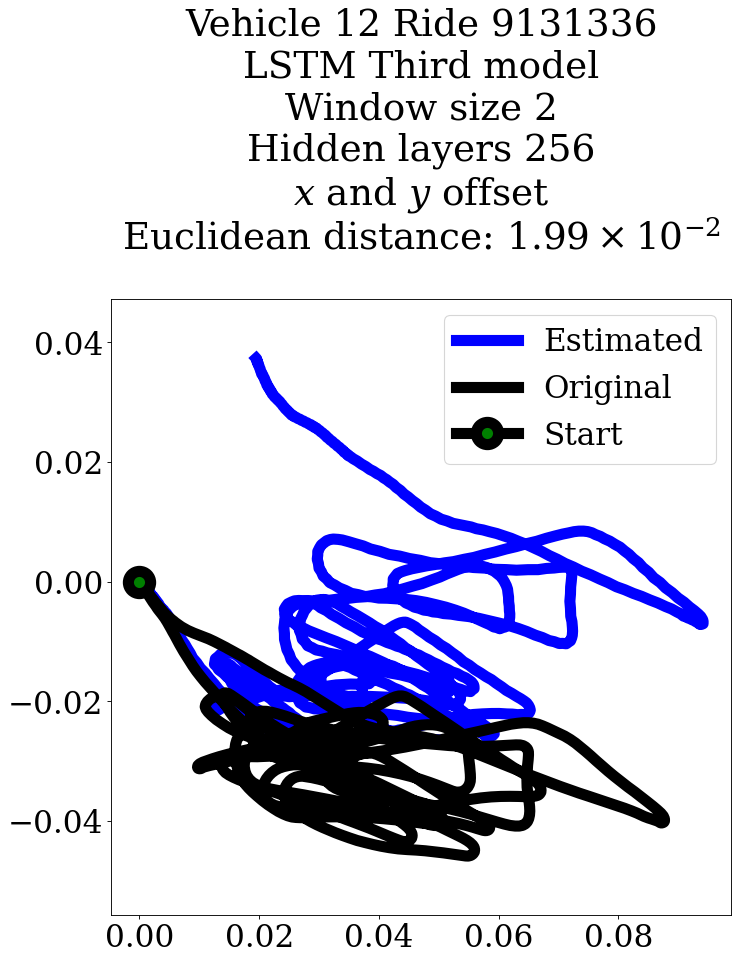 Vehicle 12 Ride 9131336
LSTM Third model
Window size 2
Hidden layers 256
x and y offset
Euclidean distance: 1.99 × 10⁻²
Estimated
Original
Start
0.04
0.02
0.00
−0.02
−0.04
0.00 0.02 0.04 0.06 0.08